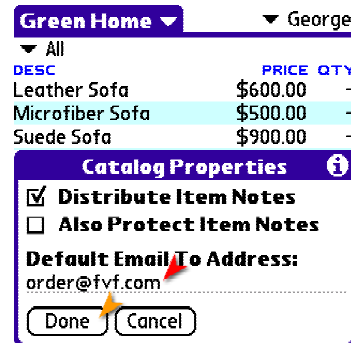 Green Home George
All
DESC PRICE QTY
Leather Sofa $600.00 -
Microfiber Sofa $500.00 -
Suede Sofa $900.00 -
Catalog Properties i
Distribute Item Notes
Also Protect Item Notes
Default Email To Address:
order@fvf.com
Done Cancel